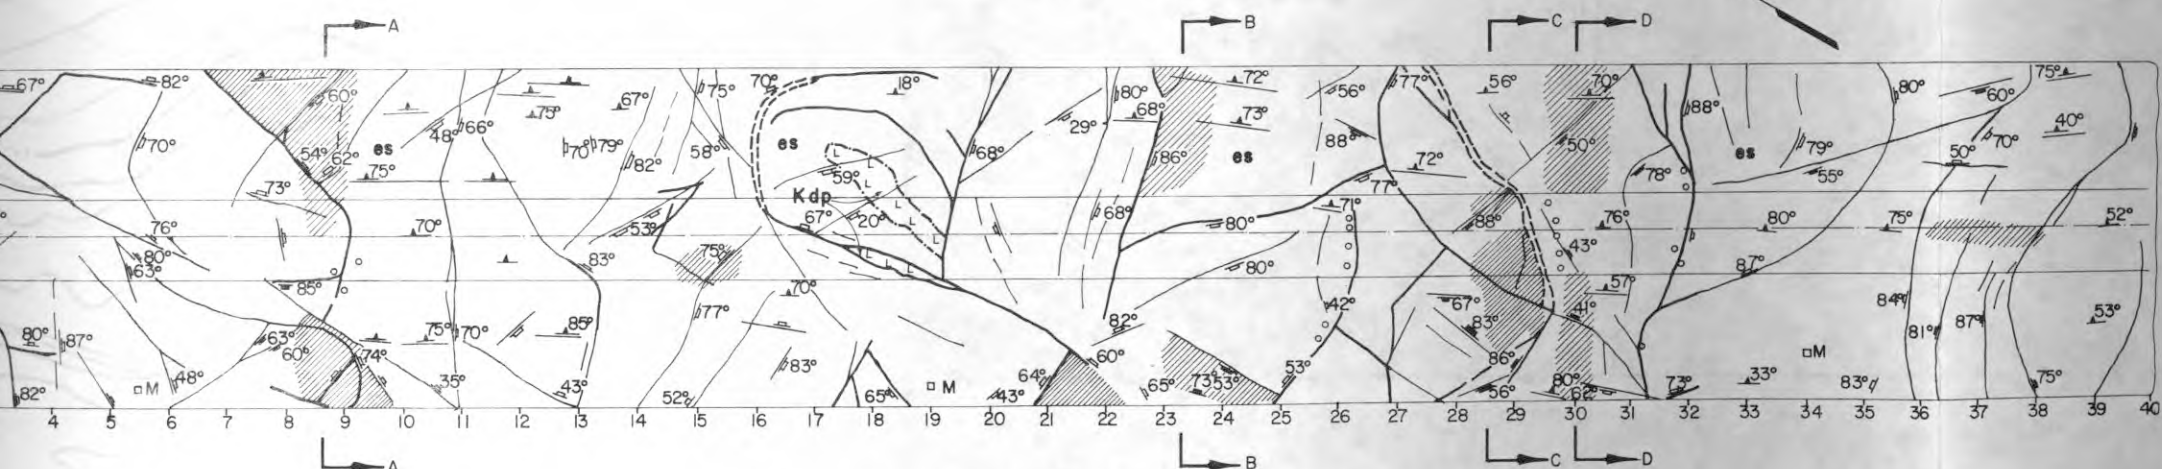 A B C D
67° 82° 60° 75° 67° 75° 70° 18° 80° 72° 56° 77° 56° 70° 88° 80° 60° 75°
70° 54° 62° es 75° 48° 66° 70° 79° 82° 58° es 59° 68° 29° 68° 73° 86° es 88° 72° 50° 78° es 79° 55° 50° 70° 40°
73° Kdp L L L L L 77°
76° 70° 53° 67° 20° L 68° 80° 71° 88° 76° 80° 75° 52°
80° 63° 83° 75° L L L 80° 43° 87°
85° 70° 57°
80° 87° 63° 60° 74° 75° 70° 85° 77° 82° 42° 67° 83° 41° 84° 81° 87° 53°
82° M 48° 35° 43° 52° 83° 65° M 43° 64° 60° 65° 73° 53° 53° 86° 56° 80° 62° 73° 33° M 83° 75°
4 5 6 7 8 9 10 11 12 13 14 15 16 17 18 19 20 21 22 23 24 25 26 27 28 29 30 31 32 33 34 35 36 37 38 39 40
A B C D